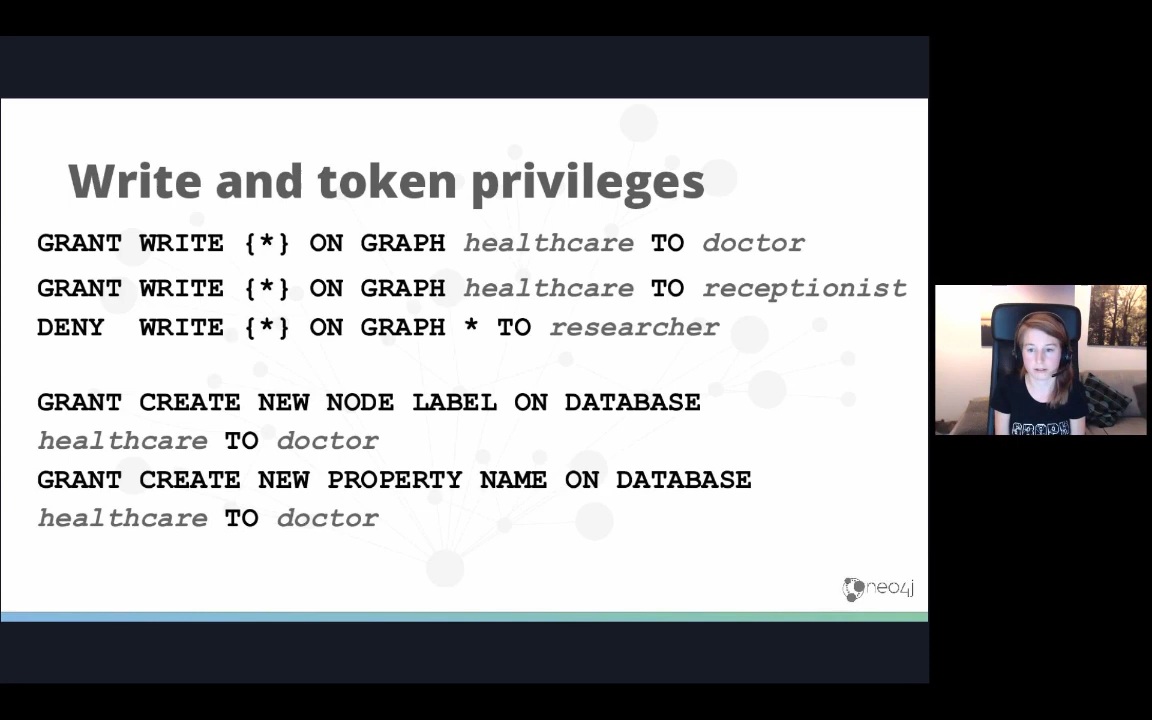 Write and token privileges
GRANT WRITE {*} ON GRAPH healthcare TO doctor
GRANT WRITE {*} ON GRAPH healthcare TO receptionist
DENY  WRITE {*} ON GRAPH * TO researcher
GRANT CREATE NEW NODE LABEL ON DATABASE
healthcare TO doctor
GRANT CREATE NEW PROPERTY NAME ON DATABASE
healthcare TO doctor
neo4j
GRAPH